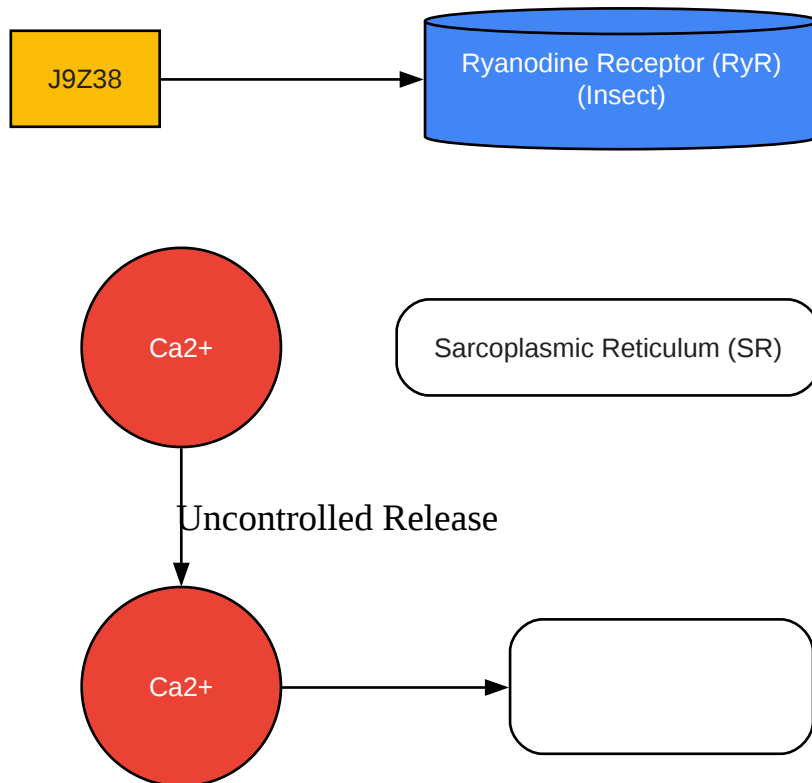 J9Z38
Ryanodine Receptor (RyR)
(Insect)
Ca2+
Sarcoplasmic Reticulum (SR)
Uncontrolled Release
Ca2+